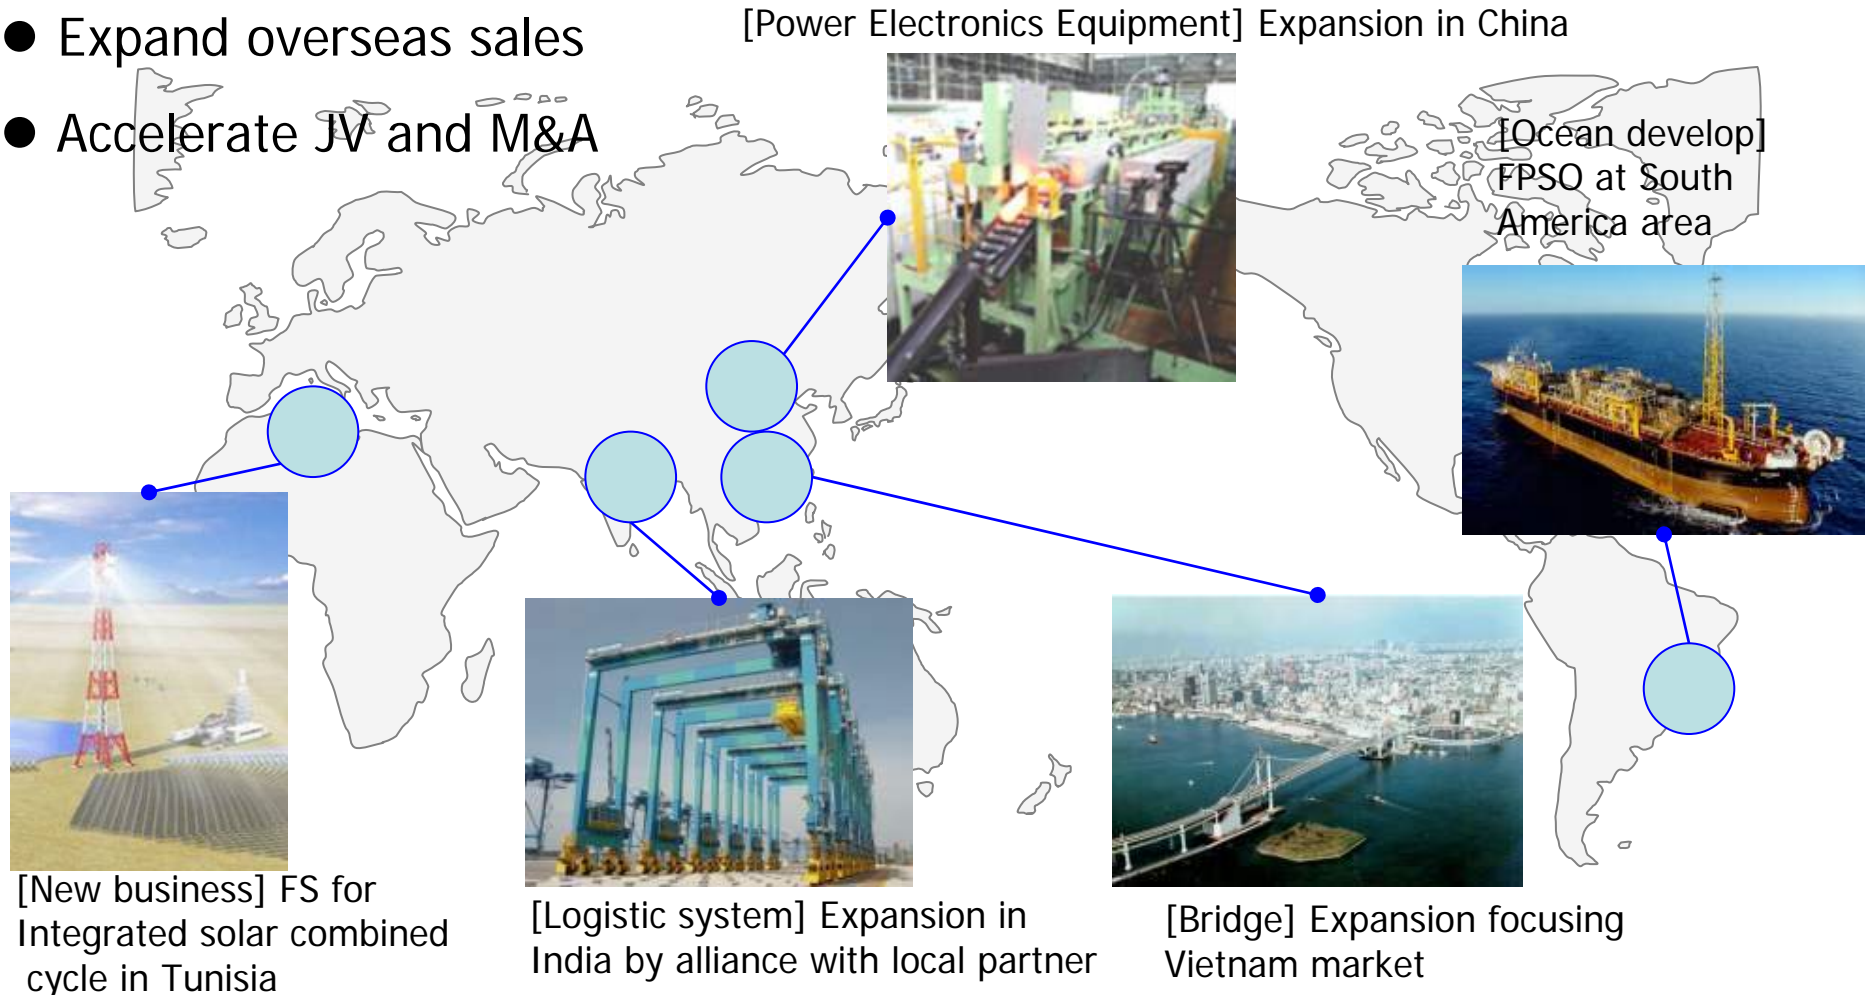 ● Expand overseas sales
● Accelerate JV and M&A
[Power Electronics Equipment] Expansion in China
[Ocean develop]
FPSO at South
America area
[New business] FS for
Integrated solar combined
cycle in Tunisia
[Logistic system] Expansion in
India by alliance with local partner
[Bridge] Expansion focusing
Vietnam market